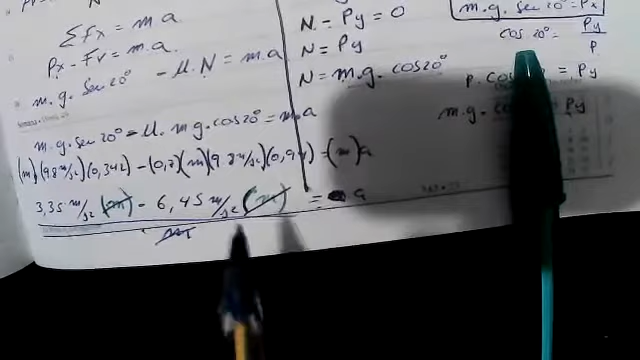 Σfx = m a
Px - Fr = m.a.
m.g. sen 20° - μ.N = m.a
m.g. sen 20° - μ. m g. cos 20° = m.a
(m)(9.8 m/s2)(0,342) - (0,7)(m)(9.8 m/s2)(0,94) = (m)a
3,35 m/s2 (m) - 6,45 m/s2 (m) = a
N - Py = 0
N = Py
N = m.g. cos 20°
m.g. sen 20° = Px
cos. 20° = Py/P
P. cos = Py
m.g. Py